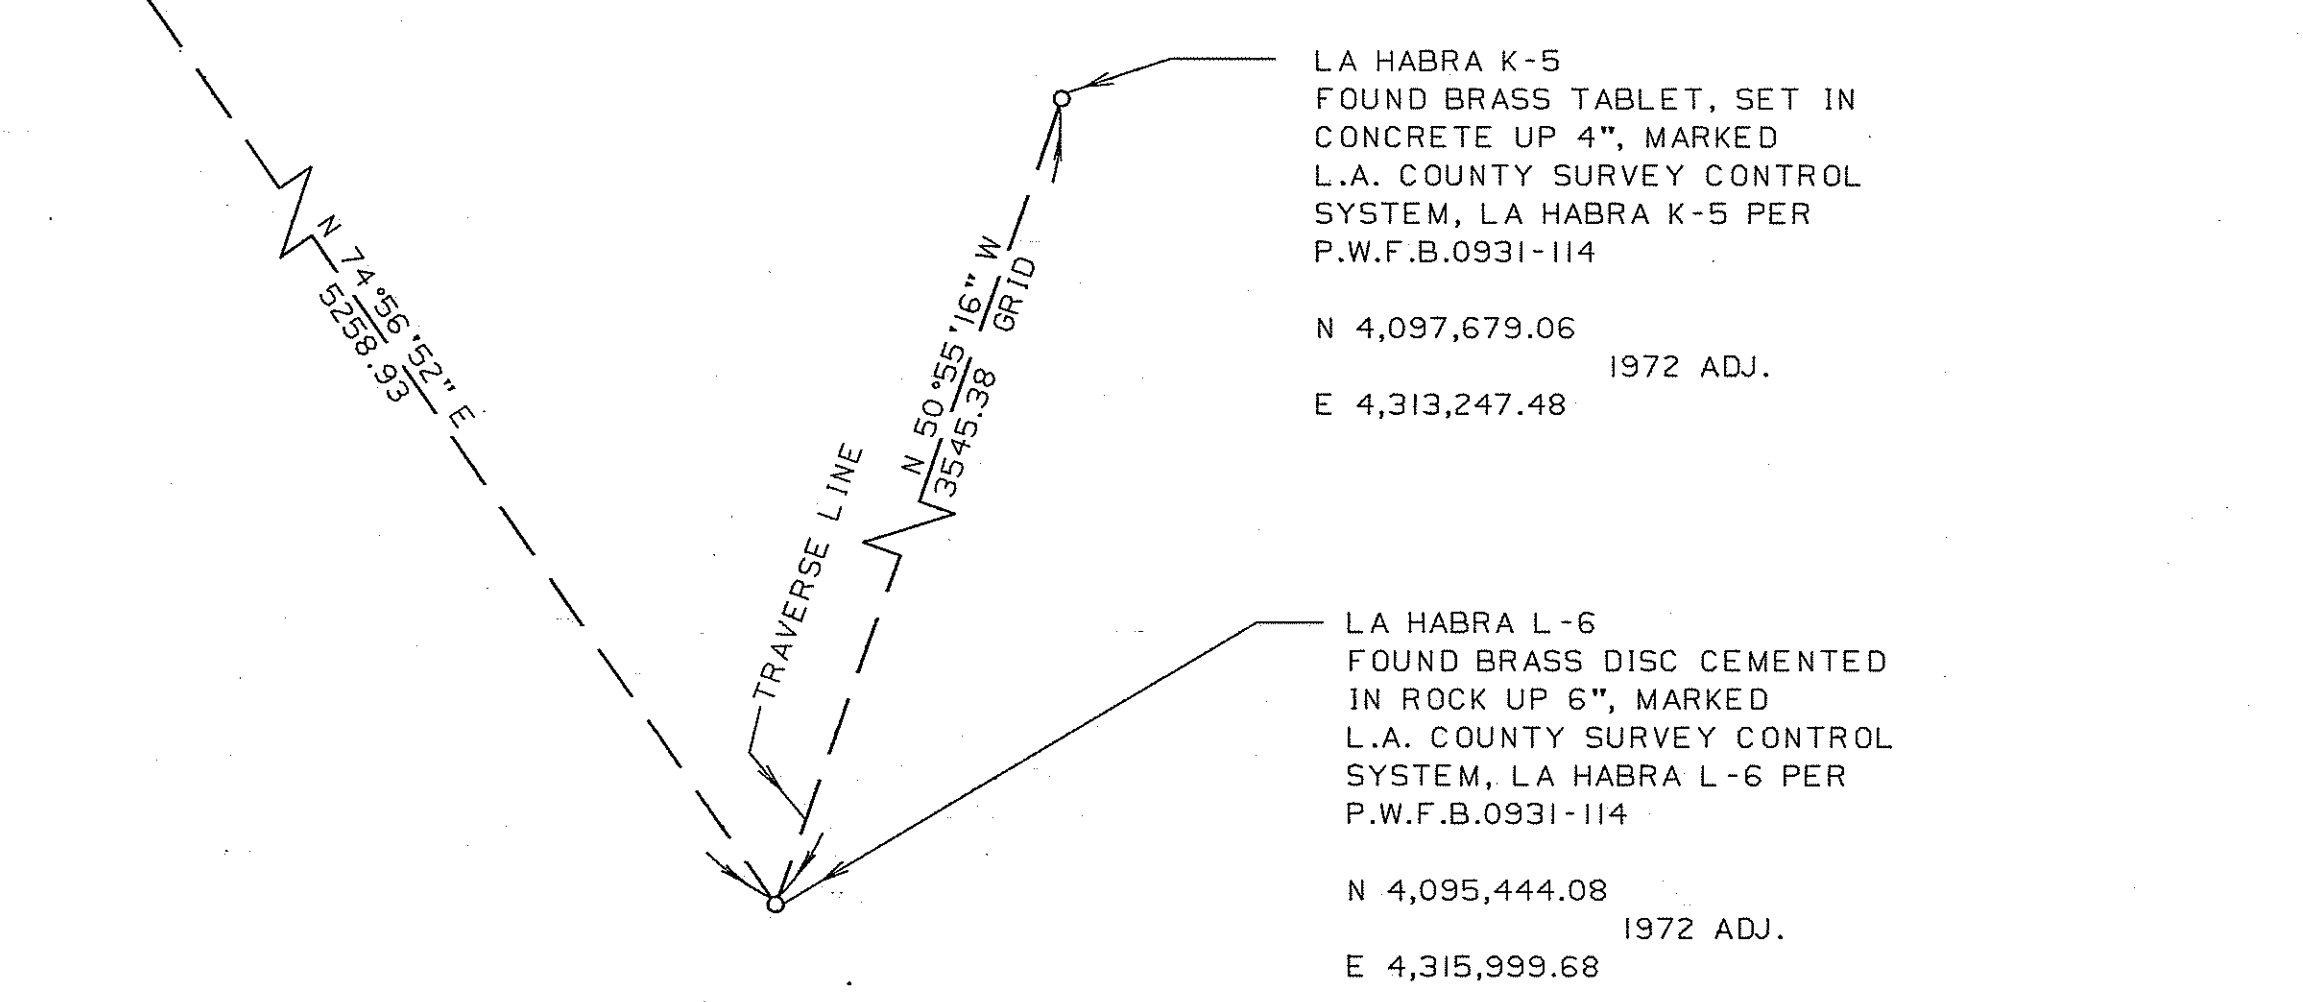 LA HABRA K-5
FOUND BRASS TABLET, SET IN
CONCRETE UP 4", MARKED
L.A. COUNTY SURVEY CONTROL
SYSTEM, LA HABRA K-5 PER
P.W.F.B.0931-114
N 4,097,679.06
1972 ADJ.
E 4,313,247.48
N 74°56'52" E
5258.93
N 50°55'16" W
3545.38 GRID
TRAVERSE LINE
LA HABRA L-6
FOUND BRASS DISC CEMENTED
IN ROCK UP 6", MARKED
L.A. COUNTY SURVEY CONTROL
SYSTEM, LA HABRA L-6 PER
P.W.F.B.0931-114
N 4,095,444.08
1972 ADJ.
E 4,315,999.68